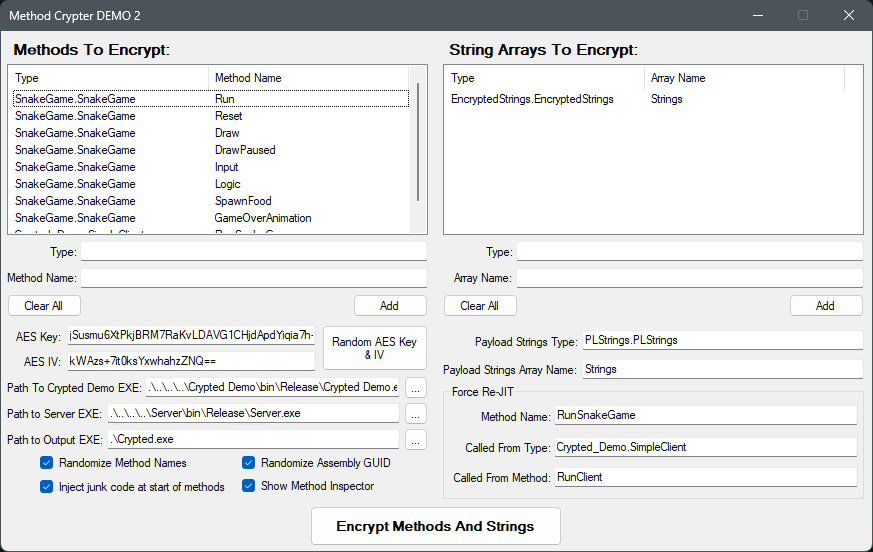 Method Crypter DEMO 2
Methods To Encrypt:
Type Method Name
SnakeGame.SnakeGame Run
SnakeGame.SnakeGame Reset
SnakeGame.SnakeGame Draw
SnakeGame.SnakeGame DrawPaused
SnakeGame.SnakeGame Input
SnakeGame.SnakeGame Logic
SnakeGame.SnakeGame SpawnFood
SnakeGame.SnakeGame GameOverAnimation
Type:
Method Name:
Clear All Add
AES Key: jSusmu6XtPkjBRM7RaKvLDAVG1CHjdApdYiqia7h-
AES IV: kWAzs+7it0ksYxwhahzZNQ==
Random AES Key & IV
Path To Crypted Demo EXE: .\..\..\..\Crypted Demo\bin\Release\Crypted Demo.e ...
Path to Server EXE: .\..\..\..\Server\bin\Release\Server.exe ...
Path to Output EXE: .\Crypted.exe ...
Randomize Method Names Randomize Assembly GUID
Inject junk code at start of methods Show Method Inspector
String Arrays To Encrypt:
Type Array Name
EncryptedStrings.EncryptedStrings Strings
Type:
Array Name:
Clear All Add
Payload Strings Type: PLStrings.PLStrings
Payload Strings Array Name: Strings
Force Re-JIT
Method Name: RunSnakeGame
Called From Type: Crypted_Demo.SimpleClient
Called From Method: RunClient
Encrypt Methods And Strings